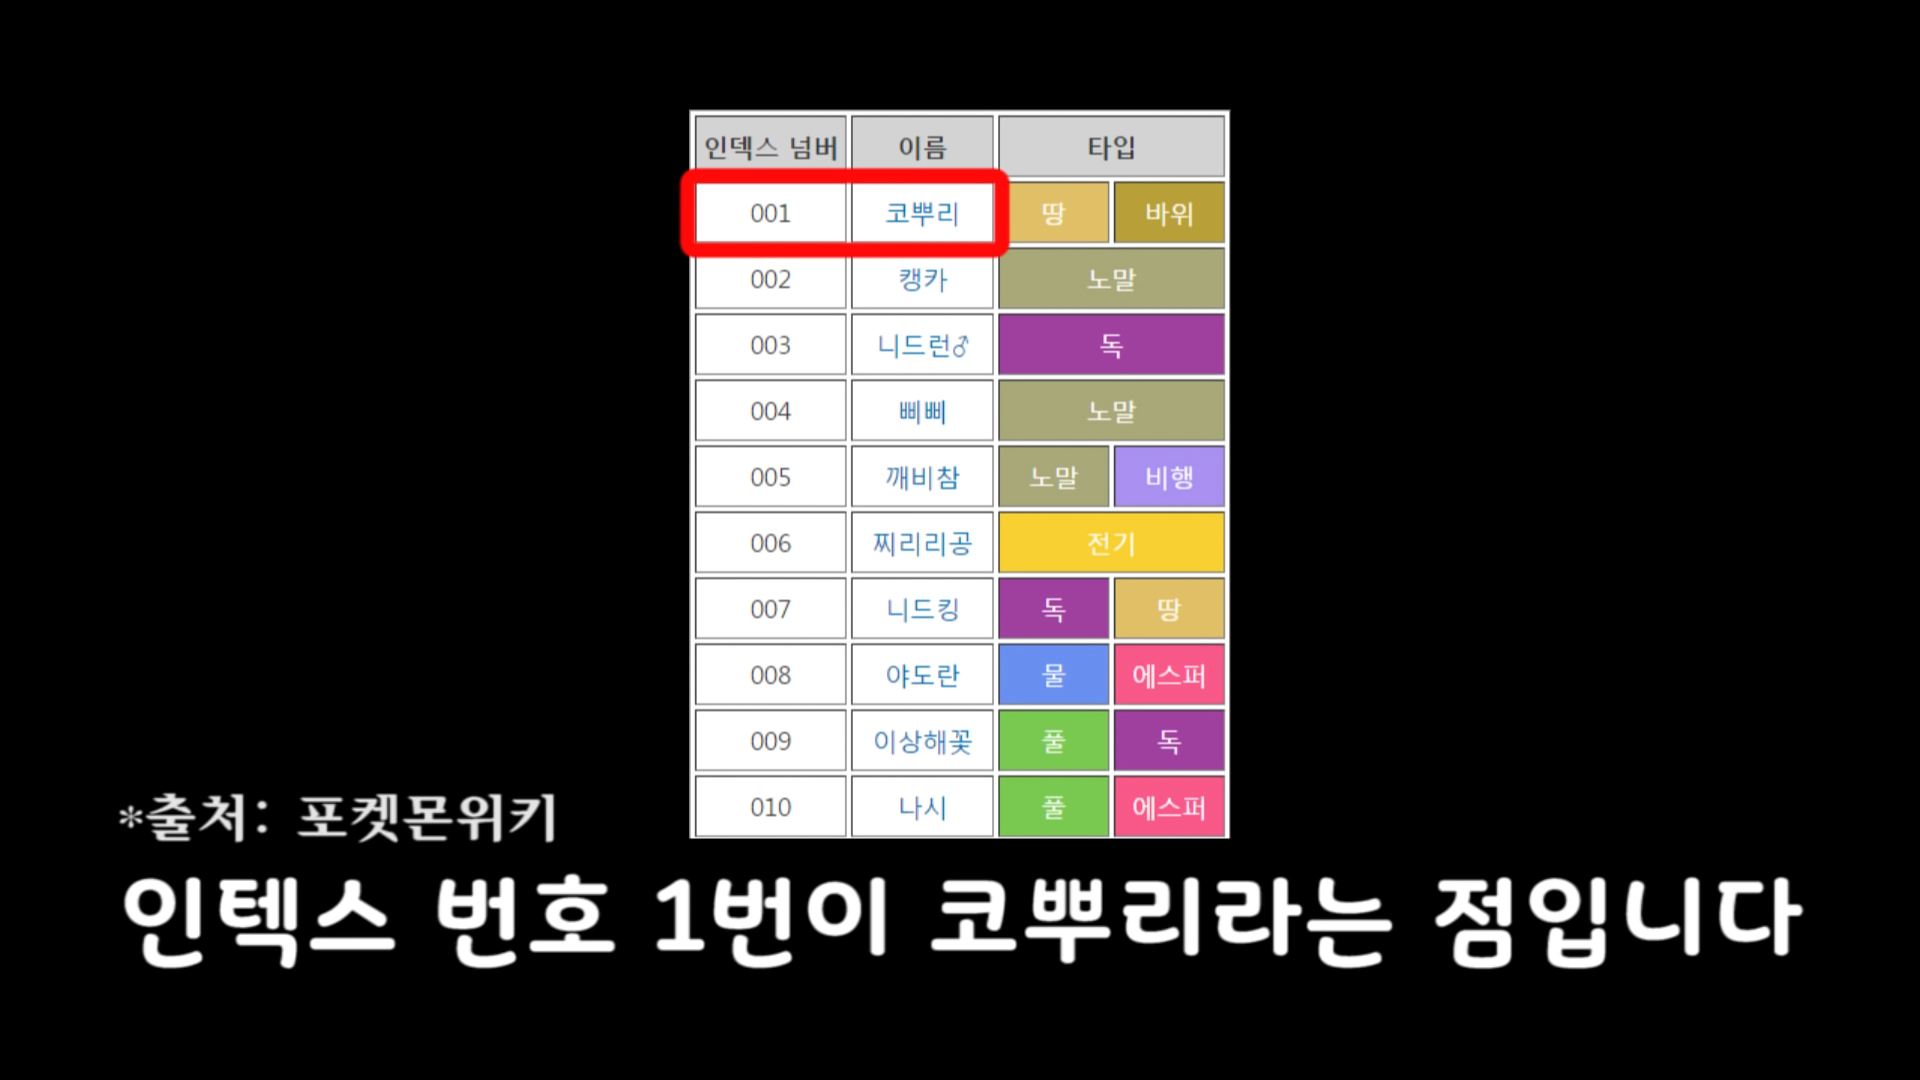 인덱스 넘버 이름 타입
001 코뿌리 땅 바위
002 캥카 노말
003 니드런♂ 독
004 삐삐 노말
005 깨비참 노말 비행
006 찌리리공 전기
007 니드킹 독 땅
008 야도란 물 에스퍼
009 이상해꽃 풀 독
010 나시 풀 에스퍼
*출처: 포켓몬위키
인텍스 번호 1번이 코뿌리라는 점입니다